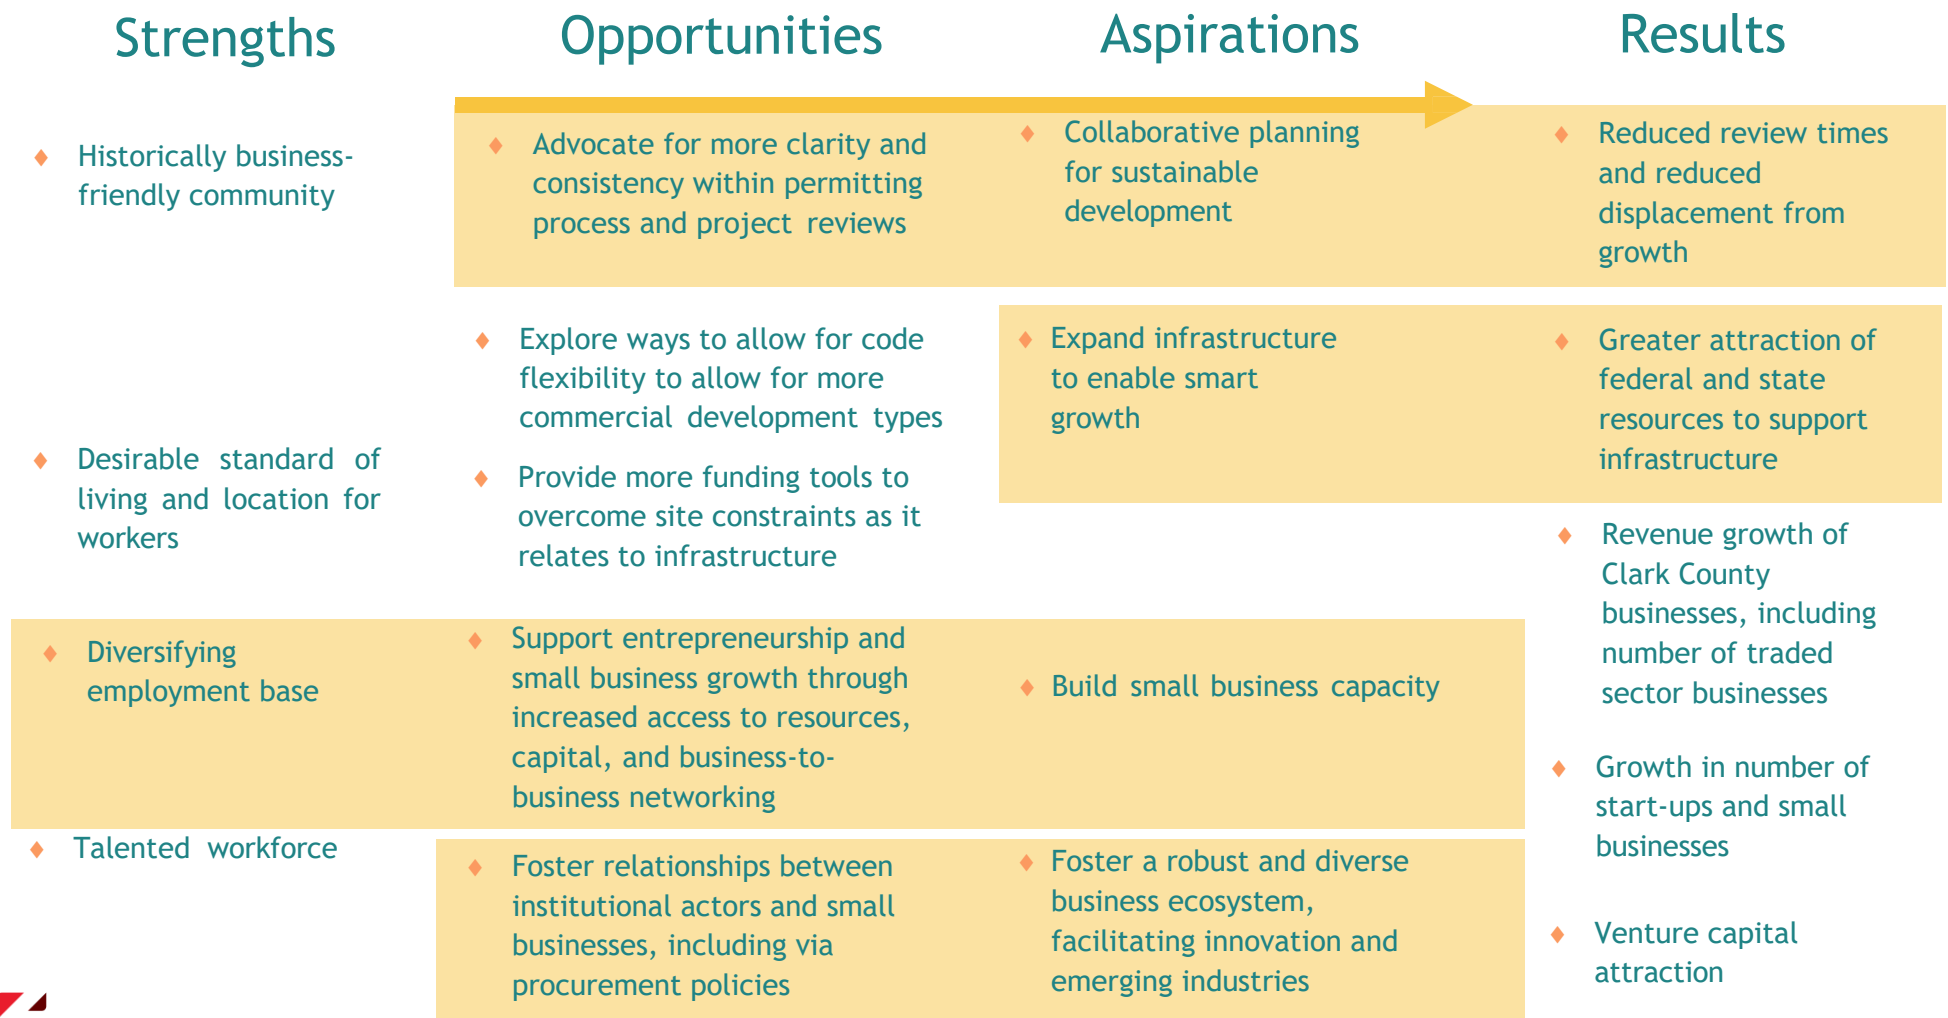 Strengths
Opportunities
Aspirations
Results
Historically business-
friendly community
Desirable standard of
living and location for
workers
Diversifying
employment base
Talented workforce
Advocate for more clarity and
consistency within permitting
process and project reviews
Explore ways to allow for code
flexibility to allow for more
commercial development types
Provide more funding tools to
overcome site constraints as it
relates to infrastructure
Support entrepreneurship and
small business growth through
increased access to resources,
capital, and business-to-
business networking
Foster relationships between
institutional actors and small
businesses, including via
procurement policies
Collaborative planning
for sustainable
development
Expand infrastructure
to enable smart
growth
Build small business capacity
Foster a robust and diverse
business ecosystem,
facilitating innovation and
emerging industries
Reduced review times
and reduced
displacement from
growth
Greater attraction of
federal and state
resources to support
infrastructure
Revenue growth of
Clark County
businesses, including
number of traded
sector businesses
Growth in number of
start-ups and small
businesses
Venture capital
attraction